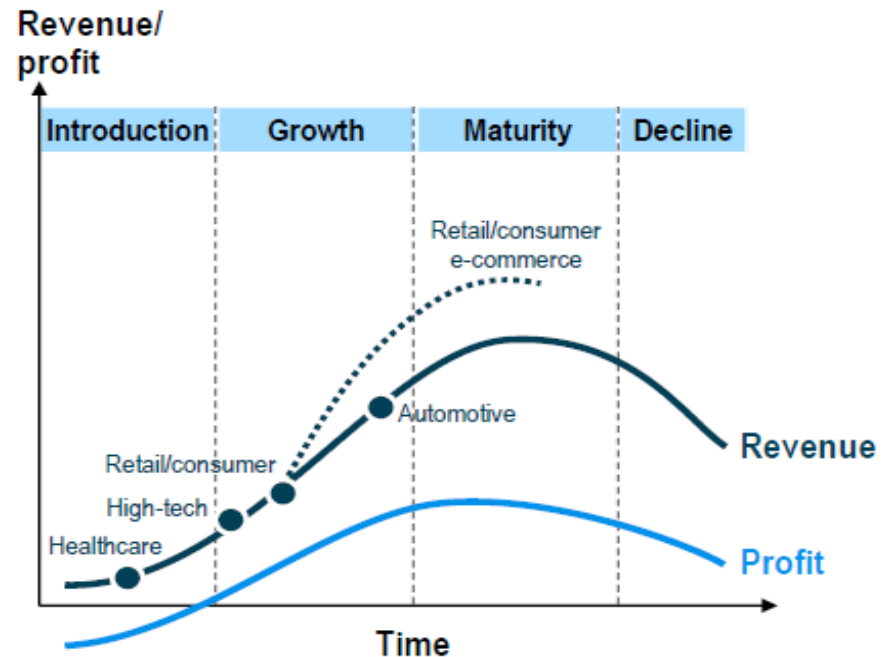 Revenue/
profit
Introduction
Growth
Maturity
Decline
Retail/consumer
e-commerce
Automotive
Retail/consumer
High-tech
Healthcare
Revenue
Profit
Time